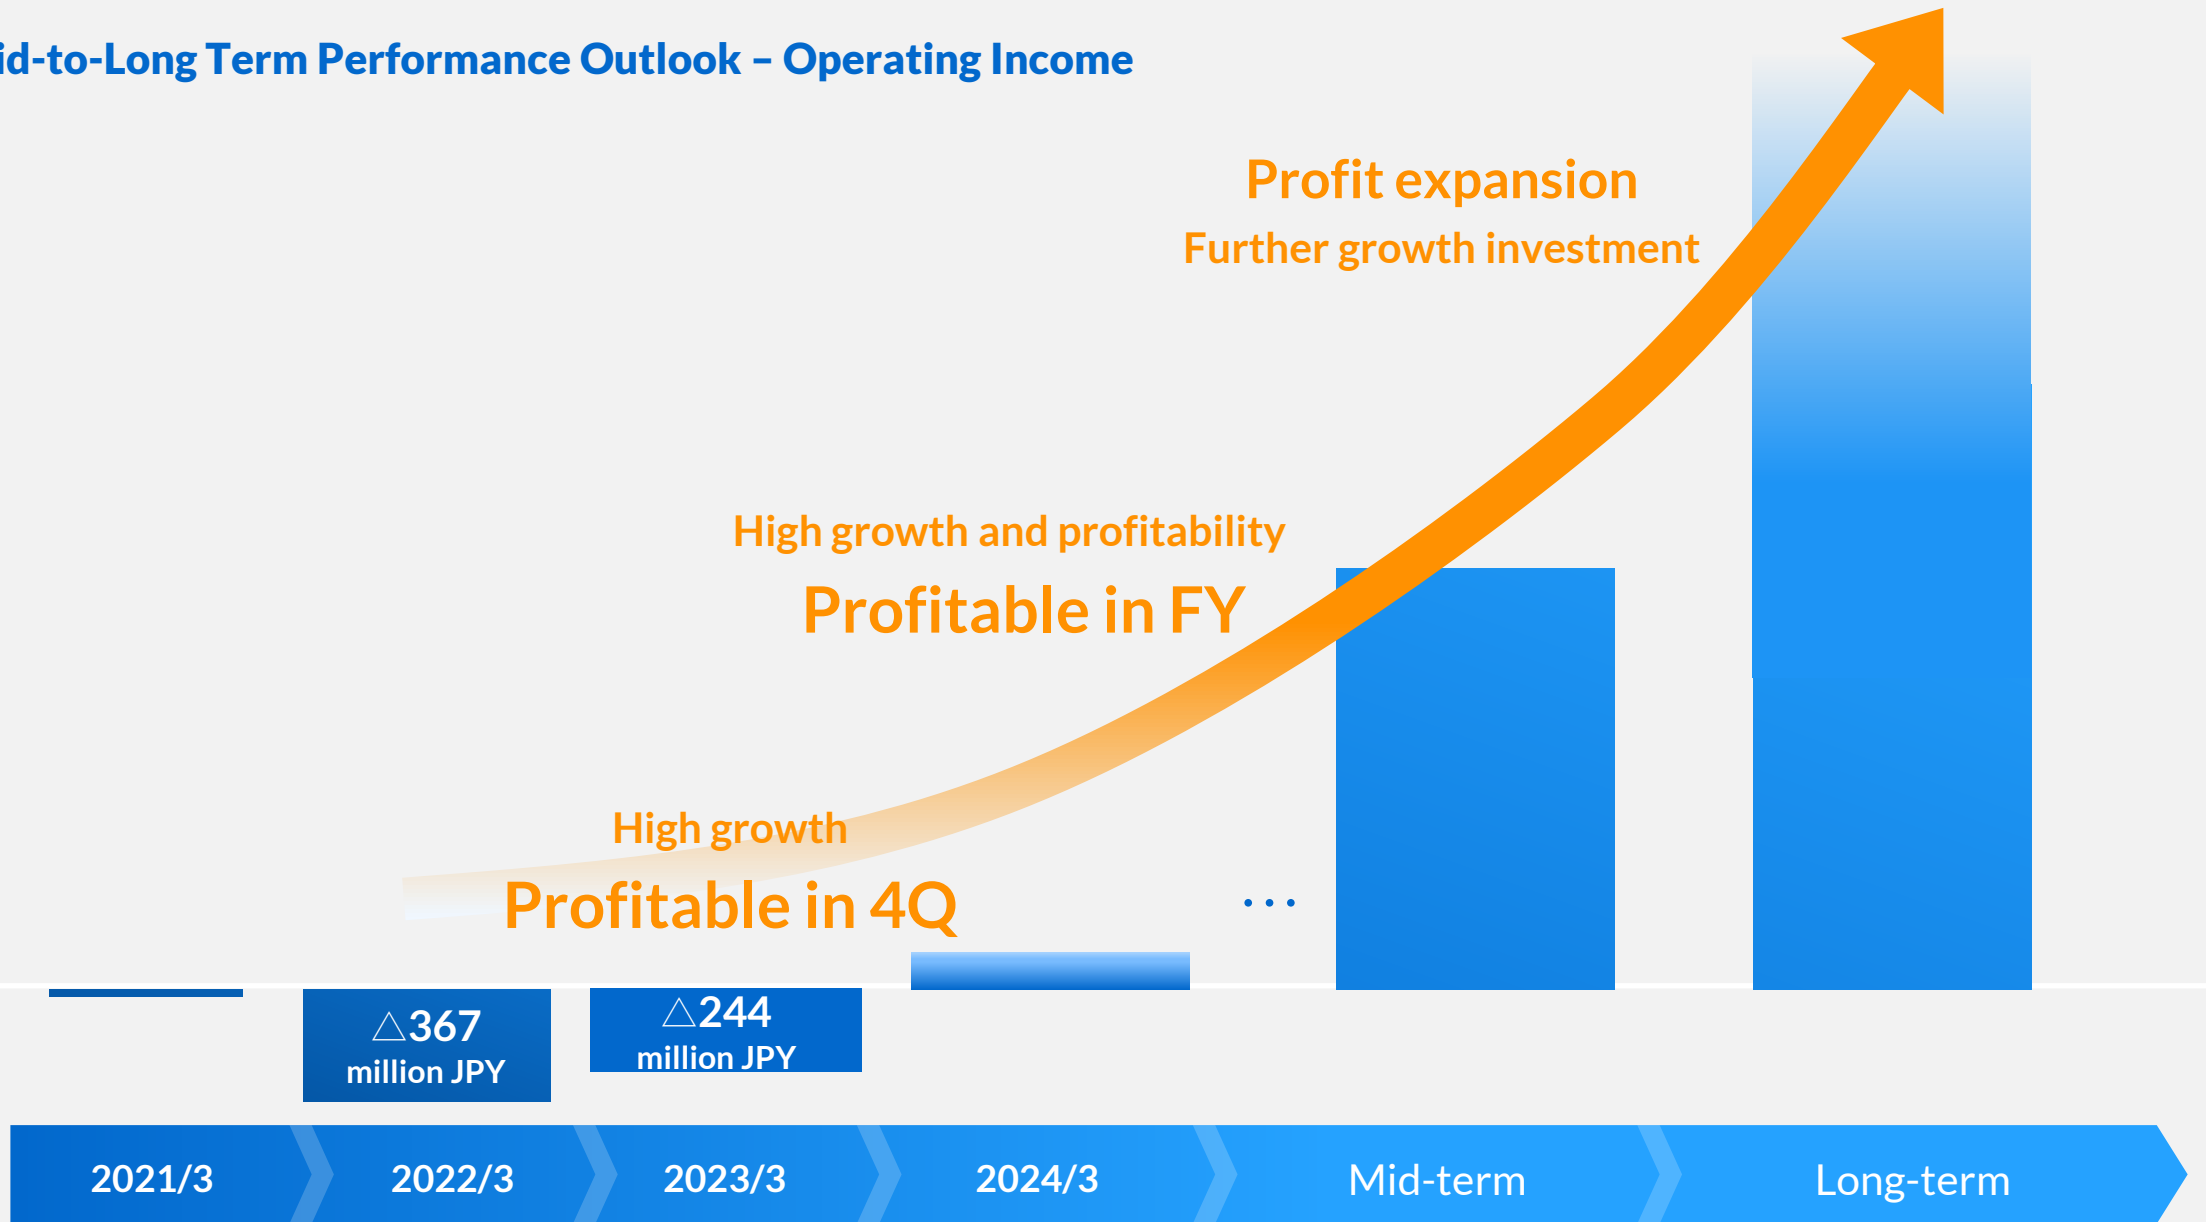 id-to-Long Term Performance Outlook – Operating Income
Profit expansion
Further growth investment
High growth and profitability
Profitable in FY
High growth
Profitable in 4Q
...
△367
million JPY
△244
million JPY
2021/3
2022/3
2023/3
2024/3
Mid-term
Long-term